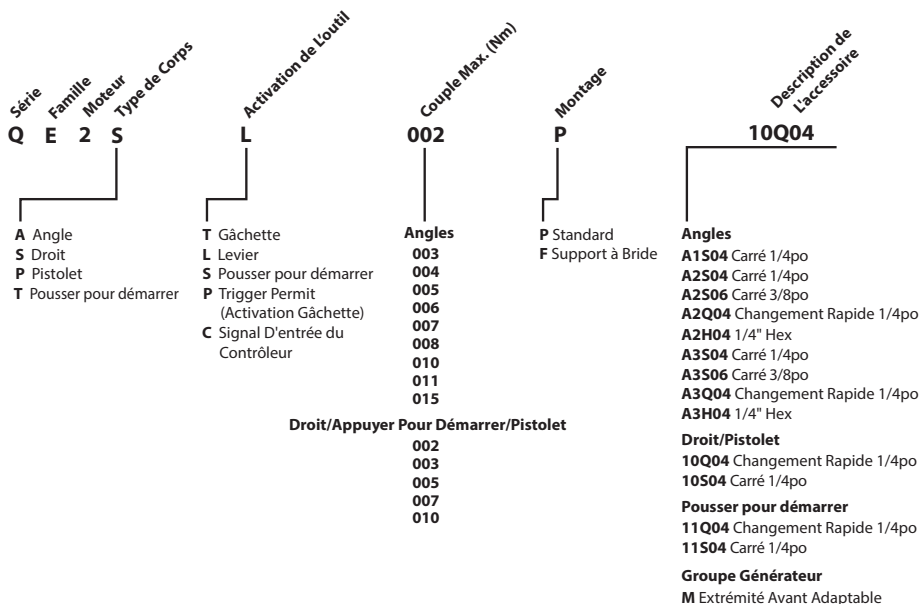 Série
Famille
Moteur
Type de Corps
Activation de L'outil
Couple Max. (Nm)
Montage
Description de
L'accessoire
Q E 2 S L 002 P 10Q04
A Angle
S Droit
P Pistolet
T Pousser pour démarrer
T Gâchette
L Levier
S Pousser pour démarrer
P Trigger Permit
(Activation Gâchette)
C Signal D'entrée du
Contrôleur
Angles
003
004
005
006
007
008
010
011
015
Droit/Appuyer Pour Démarrer/Pistolet
002
003
005
007
010
P Standard
F Support à Bride
Angles
A1S04 Carré 1/4po
A2S04 Carré 1/4po
A2S06 Carré 3/8po
A2Q04 Changement Rapide 1/4po
A2H04 1/4" Hex
A3S04 Carré 1/4po
A3S06 Carré 3/8po
A3Q04 Changement Rapide 1/4po
A3H04 1/4" Hex
Droit/Pistolet
10Q04 Changement Rapide 1/4po
10S04 Carré 1/4po
Pousser pour démarrer
11Q04 Changement Rapide 1/4po
11S04 Carré 1/4po
Groupe Générateur
M Extrémité Avant Adaptable